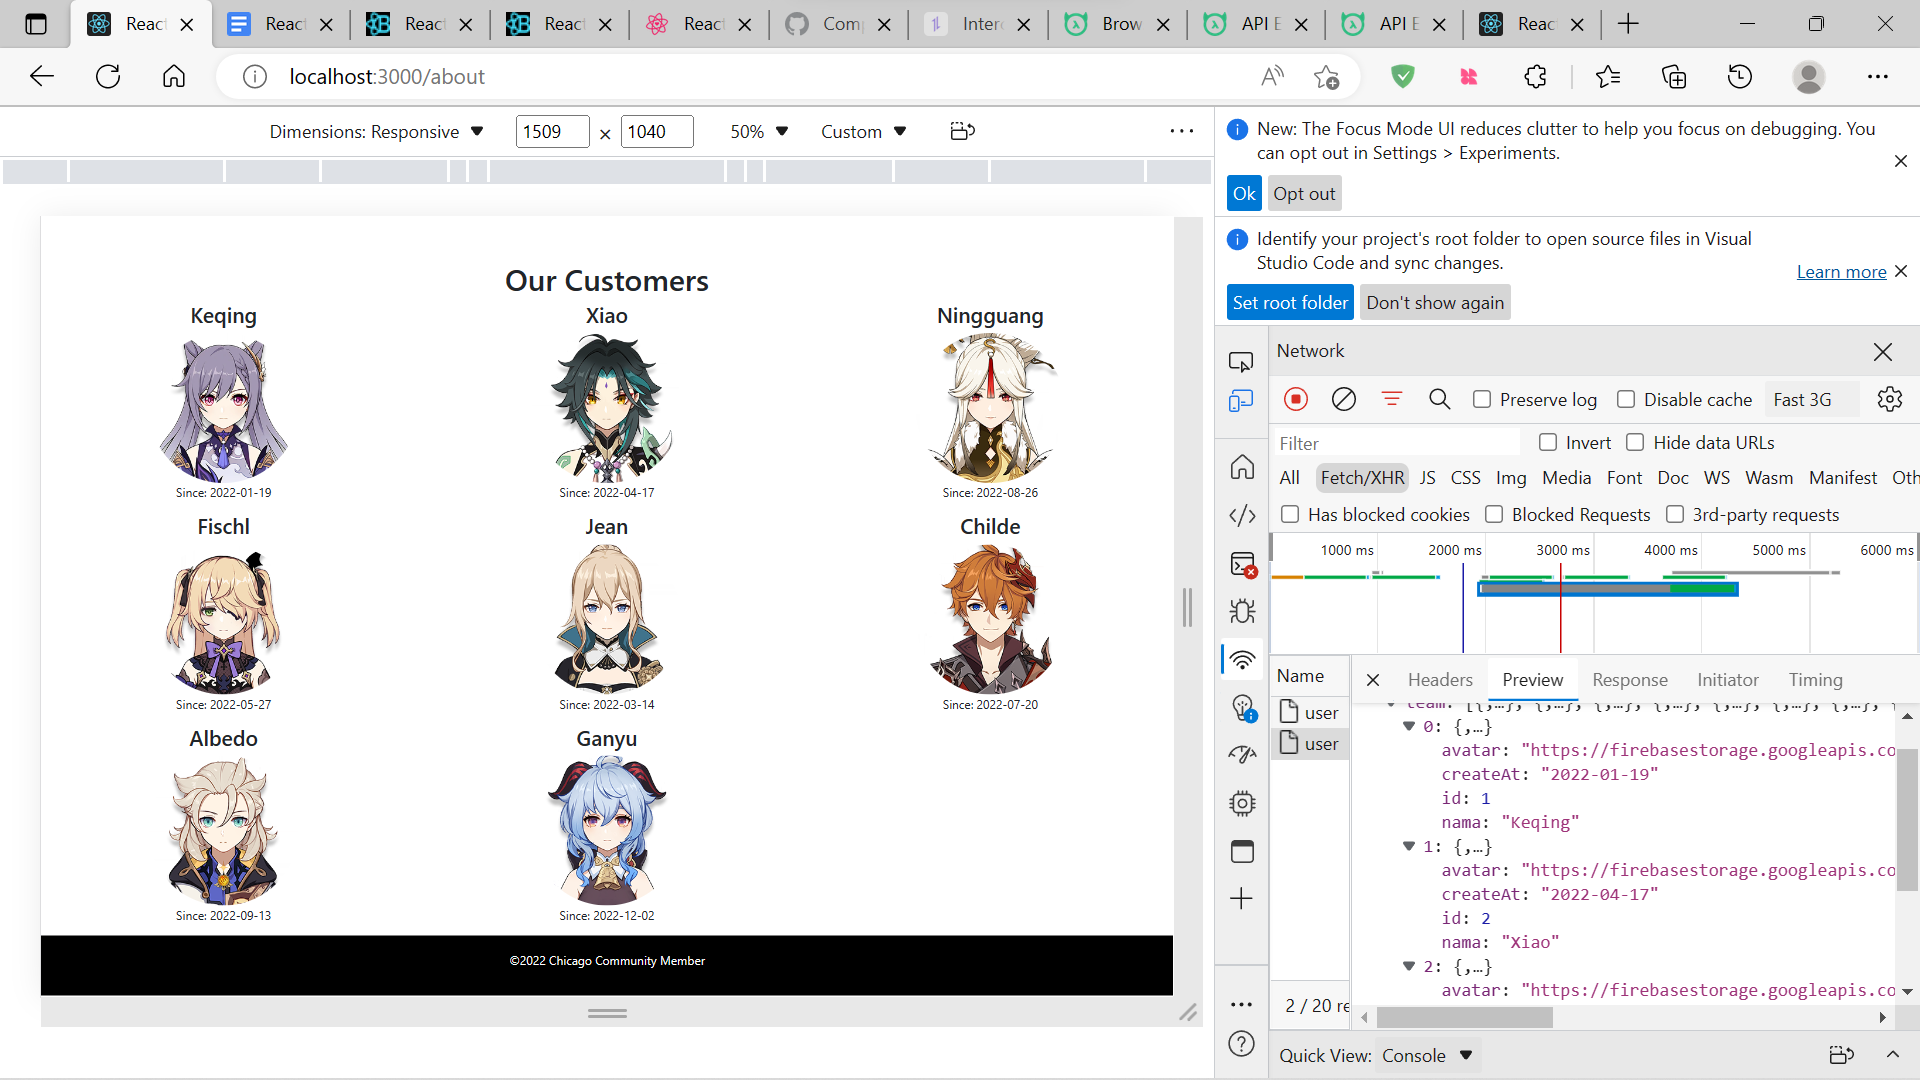 React
React
React
React
React
Comp
Inter
Brow
API E
API E
React
localhost:3000/about
Dimensions: Responsive
1509 × 1040
50%
Custom
Our Customers
Keqing
Xiao
Ningguang
Since: 2022-01-19
Since: 2022-04-17
Since: 2022-08-26
Fischl
Jean
Childe
Since: 2022-05-27
Since: 2022-03-14
Since: 2022-07-20
Albedo
Ganyu
Since: 2022-09-13
Since: 2022-12-02
©2022 Chicago Community Member
New: The Focus Mode UI reduces clutter to help you focus on debugging. You
can opt out in Settings > Experiments.
Ok
Opt out
Identify your project's root folder to open source files in Visual
Studio Code and sync changes.
Learn more
Set root folder
Don't show again
Network
Preserve log
Disable cache
Fast 3G
Filter
Invert
Hide data URLs
All Fetch/XHR JS CSS Img Media Font Doc WS Wasm Manifest Oth
Has blocked cookies
Blocked Requests
3rd-party requests
1000 ms 2000 ms 3000 ms 4000 ms 5000 ms 6000 ms
Name
user
user
2 / 20 re
Headers Preview Response Initiator Timing
team: [{,…}, {,…}, {,…}, {,…}, {,…}, {,…}, {,…}, {
0: {,…}
avatar: "https://firebasestorage.googleapis.co
createAt: "2022-01-19"
id: 1
nama: "Keqing"
1: {,…}
avatar: "https://firebasestorage.googleapis.co
createAt: "2022-04-17"
id: 2
nama: "Xiao"
2: {,…}
avatar: "https://firebasestorage.googleapis.co
Quick View: Console